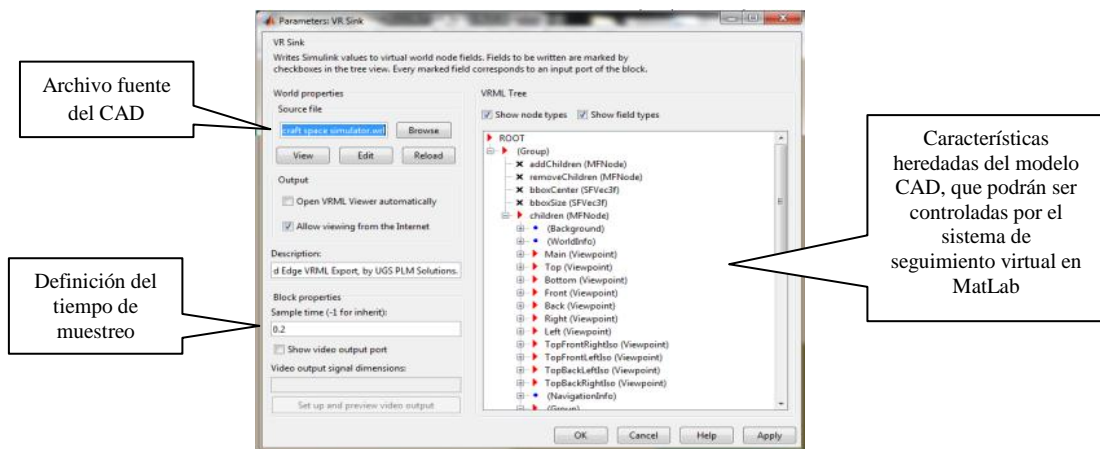 Parameters: VR Sink
VR Sink
Writes Simulink values to virtual world node fields. Fields to be written are marked by
checkboxes in the tree view. Every marked field corresponds to an input port of the block.
World properties
Source file
craft space simulator.wrl
Browse
View
Edit
Reload
Output
Open VRML Viewer automatically
Allow viewing from the Internet
Description:
d Edge VRML Export, by UGS PLM Solutions.
Block properties
Sample time (-1 for inherit):
0.2
Show video output port
Video output signal dimensions:
Set up and preview video output
VRML Tree
Show node types
Show field types
ROOT
(Group)
addChildren (MFNode)
removeChildren (MFNode)
bboxCenter (SFVec3f)
bboxSize (SFVec3f)
children (MFNode)
(Background)
(WorldInfo)
Main (Viewpoint)
Top (Viewpoint)
Bottom (Viewpoint)
Front (Viewpoint)
Back (Viewpoint)
Right (Viewpoint)
Left (Viewpoint)
TopFrontRightIso (Viewpoint)
TopFrontLeftIso (Viewpoint)
TopBackLeftIso (Viewpoint)
TopBackRightIso (Viewpoint)
(NavigationInfo)
(Group)
OK
Cancel
Help
Apply
Archivo fuente
del CAD
Definición del
tiempo de
muestreo
Características
heredadas del modelo
CAD, que podrán ser
controladas por el
sistema de
seguimiento virtual en
MatLab